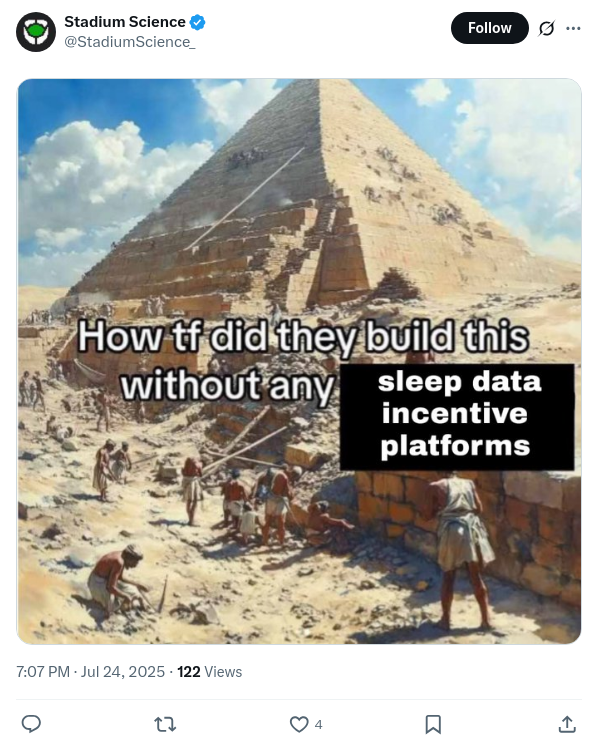 Stadium Science
@StadiumScience_
Follow
How tf did they build this
without any sleep data
incentive
platforms
7:07 PM · Jul 24, 2025 · 122 Views
4